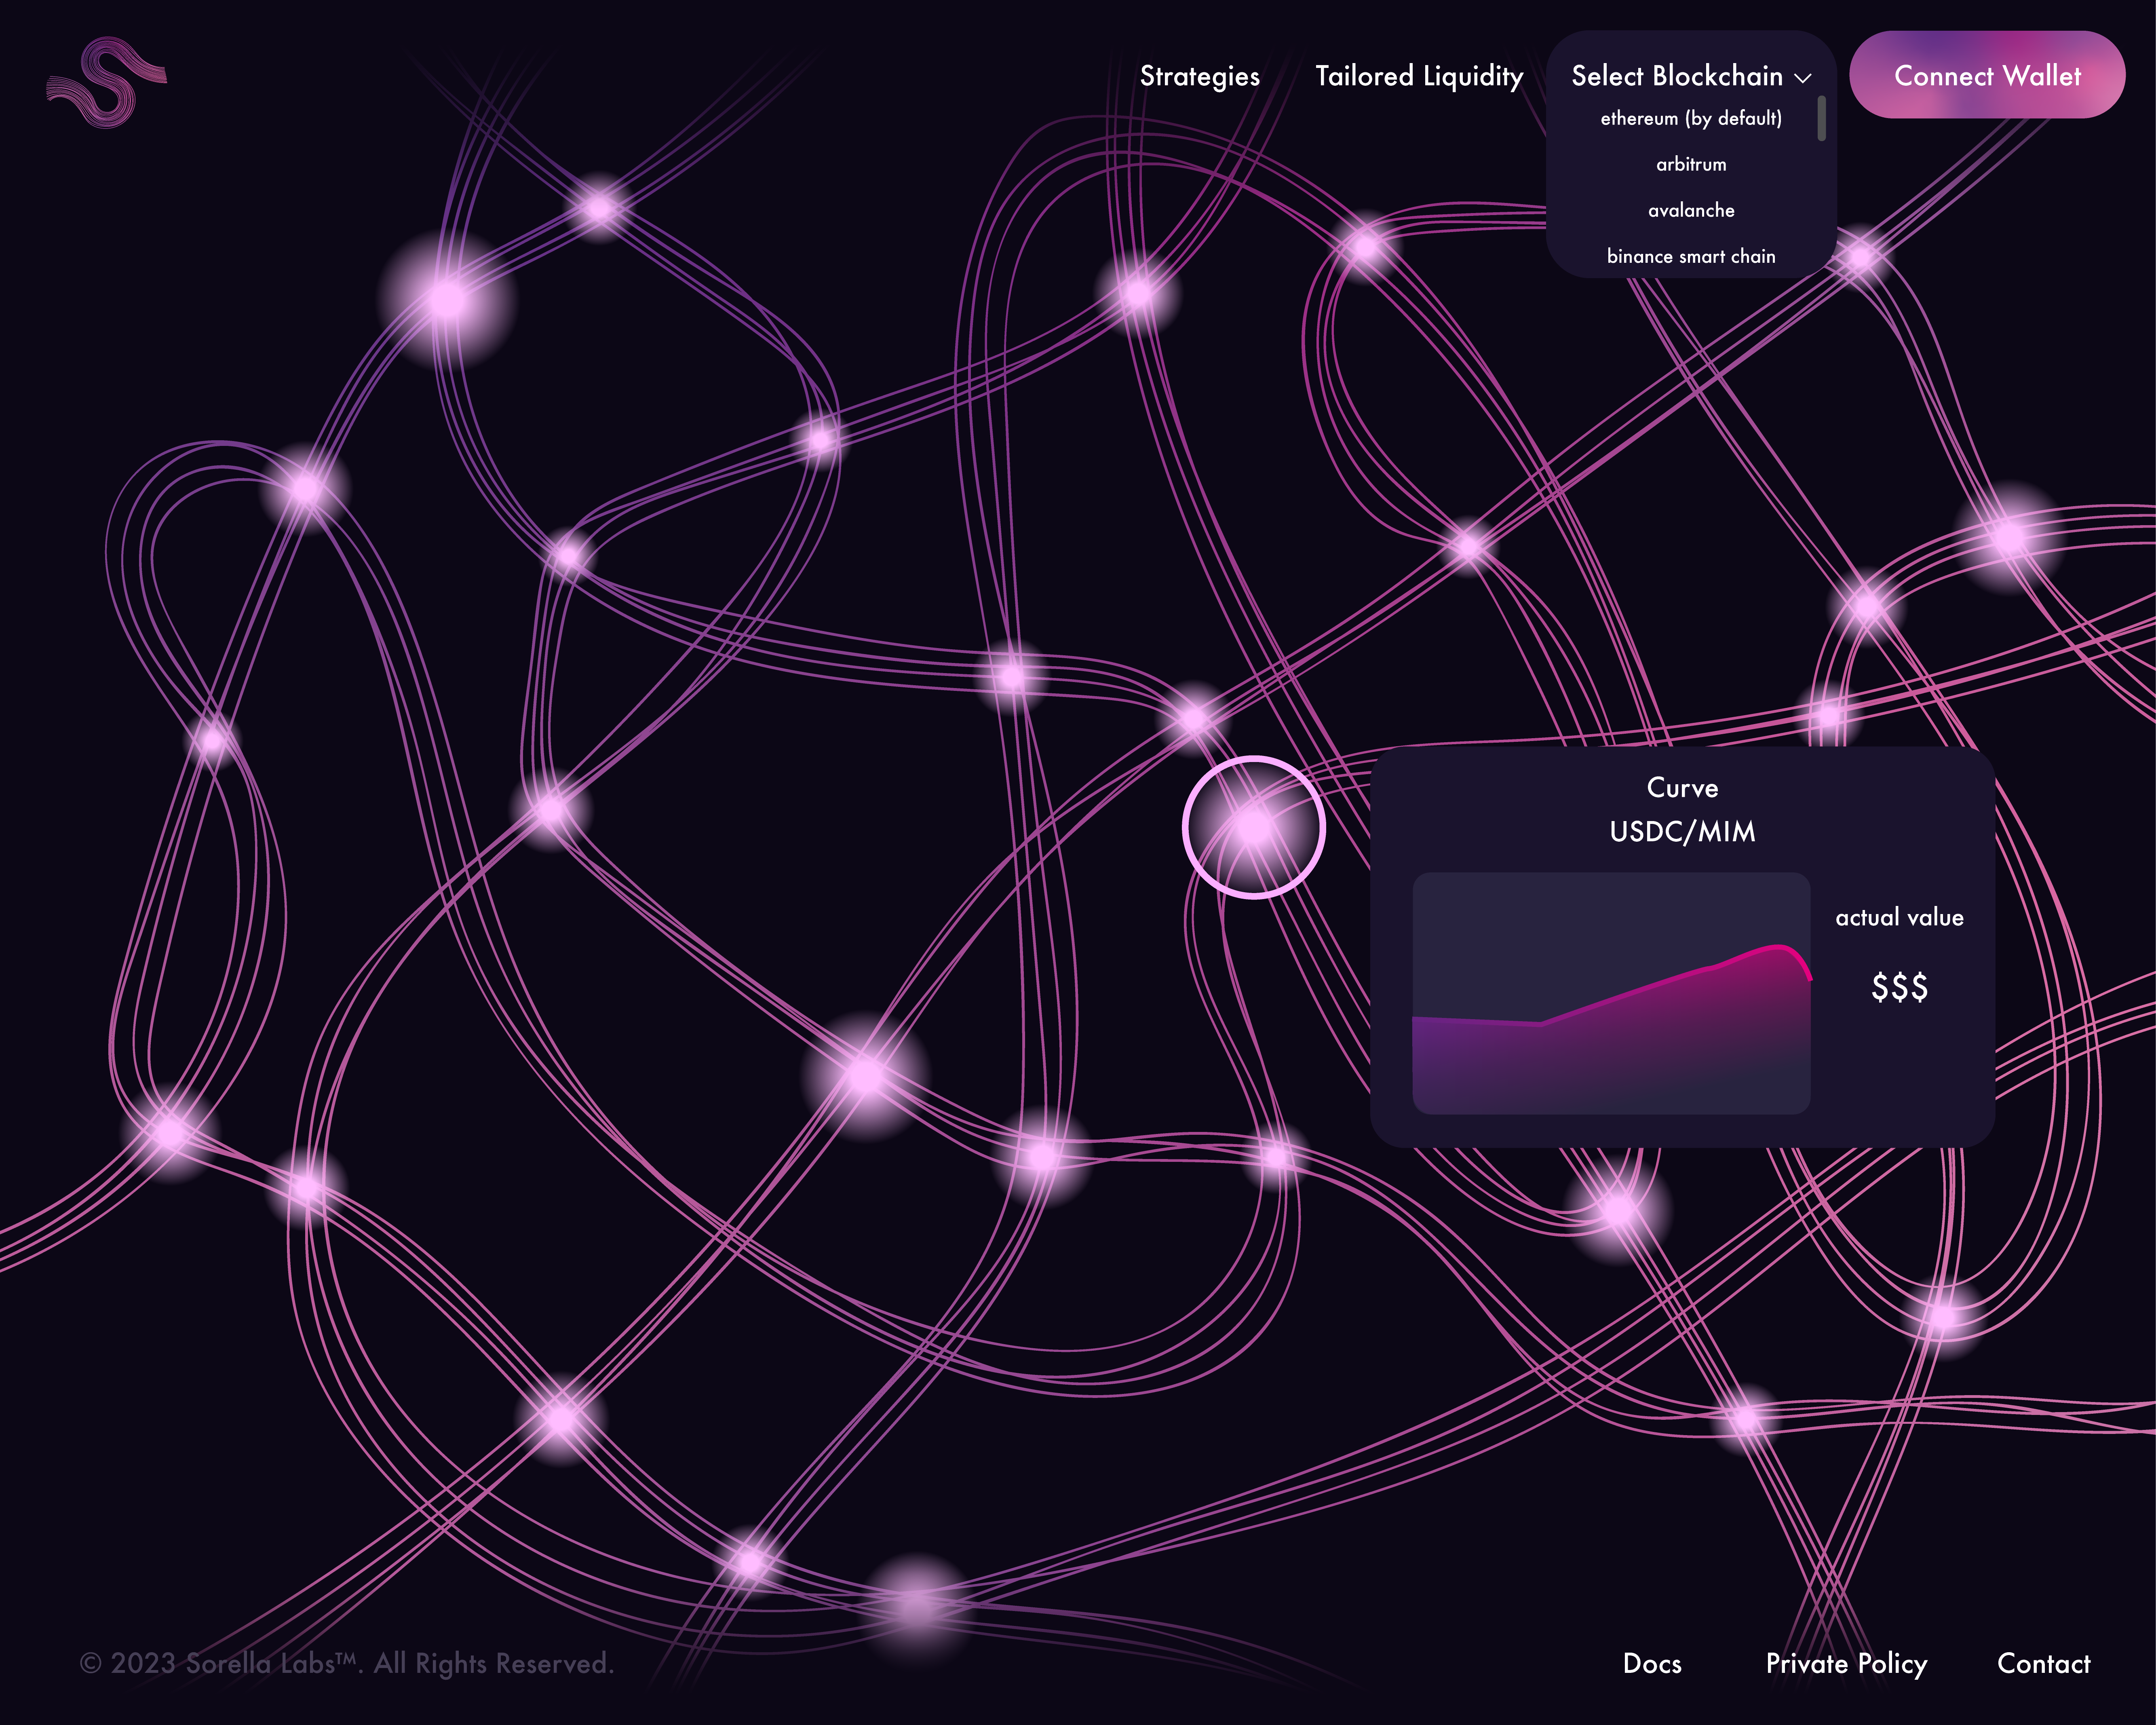 Strategies
Tailored Liquidity
Select Blockchain
Connect Wallet
ethereum (by default)
arbitrum
avalanche
binance smart chain
Curve
USDC/MIM
actual value
$$$
© 2023 Sorella Labs™. All Rights Reserved.
Docs
Private Policy
Contact